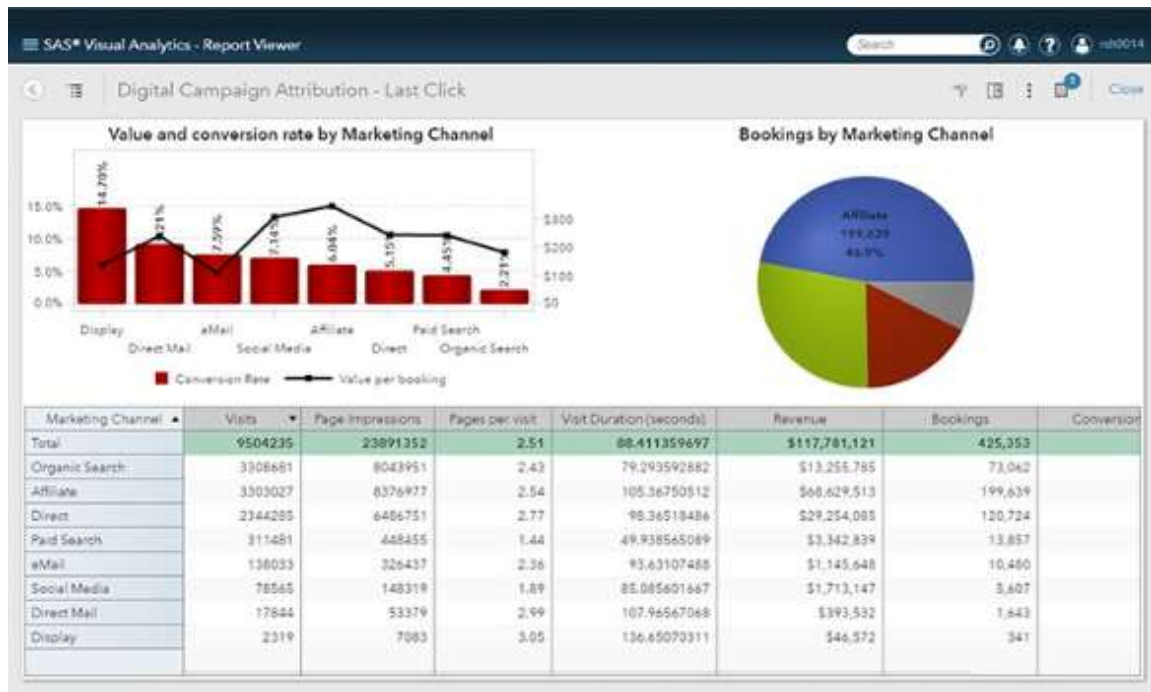 SAS® Visual Analytics - Report Viewer
Search
Digital Campaign Attribution - Last Click
Close
Value and conversion rate by Marketing Channel
14.70%
7.59%
7.14%
6.04%
5.15%
4.45%
2.21%
15.0%
10.0%
5.0%
0.0%
$300
$200
$100
$0
Display eMail Affiliate Paid Search
Direct Mail Social Media Direct Organic Search
Conversion Rate Value per booking
Bookings by Marketing Channel
Affiliate
199,639
46.9%
Marketing Channel Visits Page Impressions Pages per visit Visit Duration (seconds) Revenue Bookings Conversion
Total 9504235 23891352 2.51 88.411359697 $117,781,121 425,353
Organic Search 3308681 8043951 2.43 79.293592882 $13,255,785 73,062
Affiliate 3303027 8376977 2.54 105.36750512 $68,629,513 199,639
Direct 2344285 6486751 2.77 98.36518486 $29,254,085 120,724
Paid Search 311481 448455 1.44 49.938565089 $3,342,839 13,857
eMail 138033 326437 2.36 93.63107488 $1,145,648 10,480
Social Media 78565 148319 1.89 85.085601667 $1,713,147 5,607
Direct Mail 17844 53379 2.99 107.96567068 $393,532 1,643
Display 2319 7083 3.05 136.65070311 $46,572 341